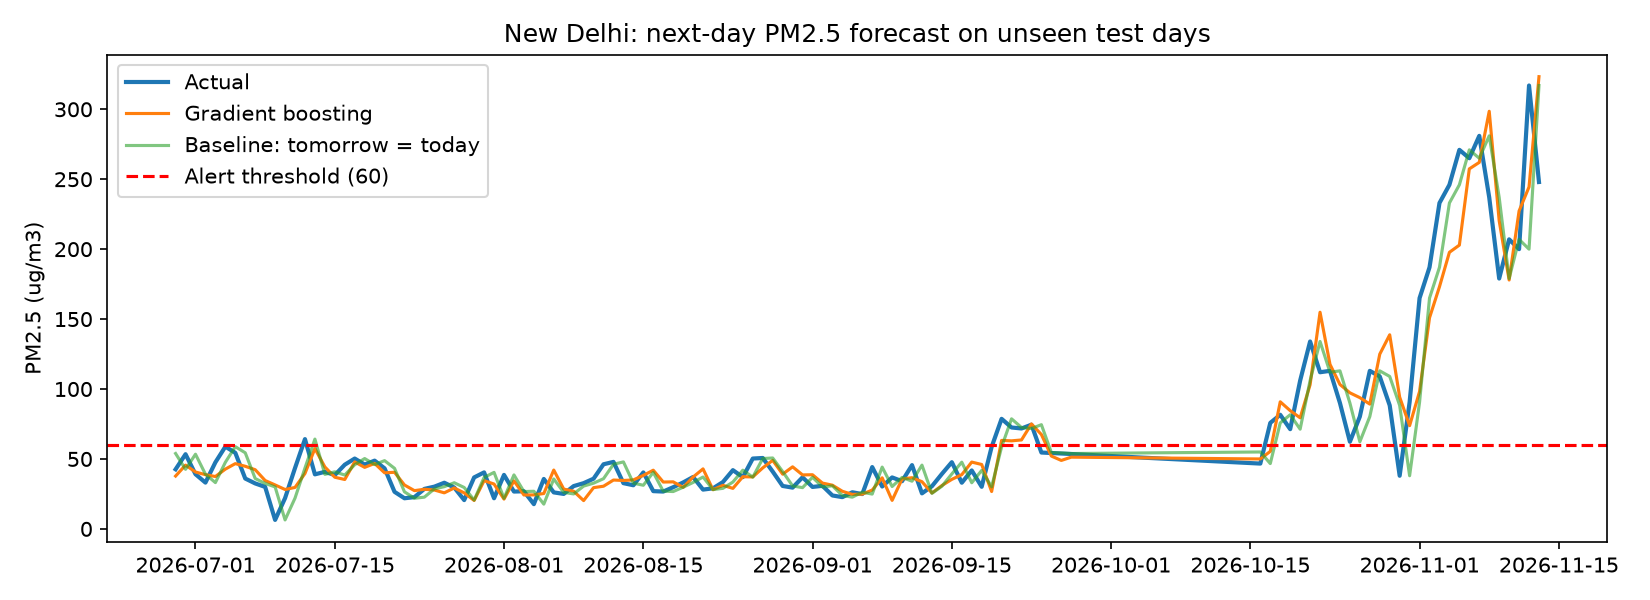 New Delhi: next-day PM2.5 forecast on unseen test days
Actual
Gradient boosting
Baseline: tomorrow = today
Alert threshold (60)
PM2.5 (ug/m3)
300
250
200
150
100
50
0
2026-07-01 2026-07-15 2026-08-01 2026-08-15 2026-09-01 2026-09-15 2026-10-01 2026-10-15 2026-11-01 2026-11-15